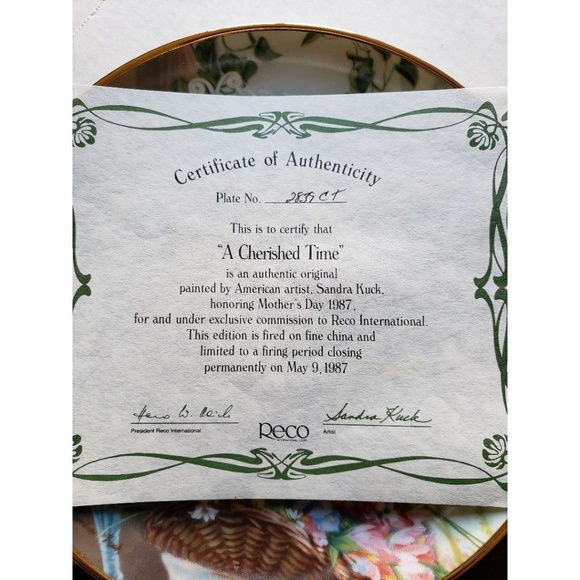 Certificate of Authenticity
Plate No. CT
This is to certify that
"A Cherished Time"
is an authentic original
painted by American artist, Sandra Kuck,
honoring Mother's Day 1987,
for and under exclusive commission to Reco International.
This edition is fired on fine china and
limited to a firing period closing
permanently on May 9, 1987
Sandra Kuck
President Reco International
Reco
Artist